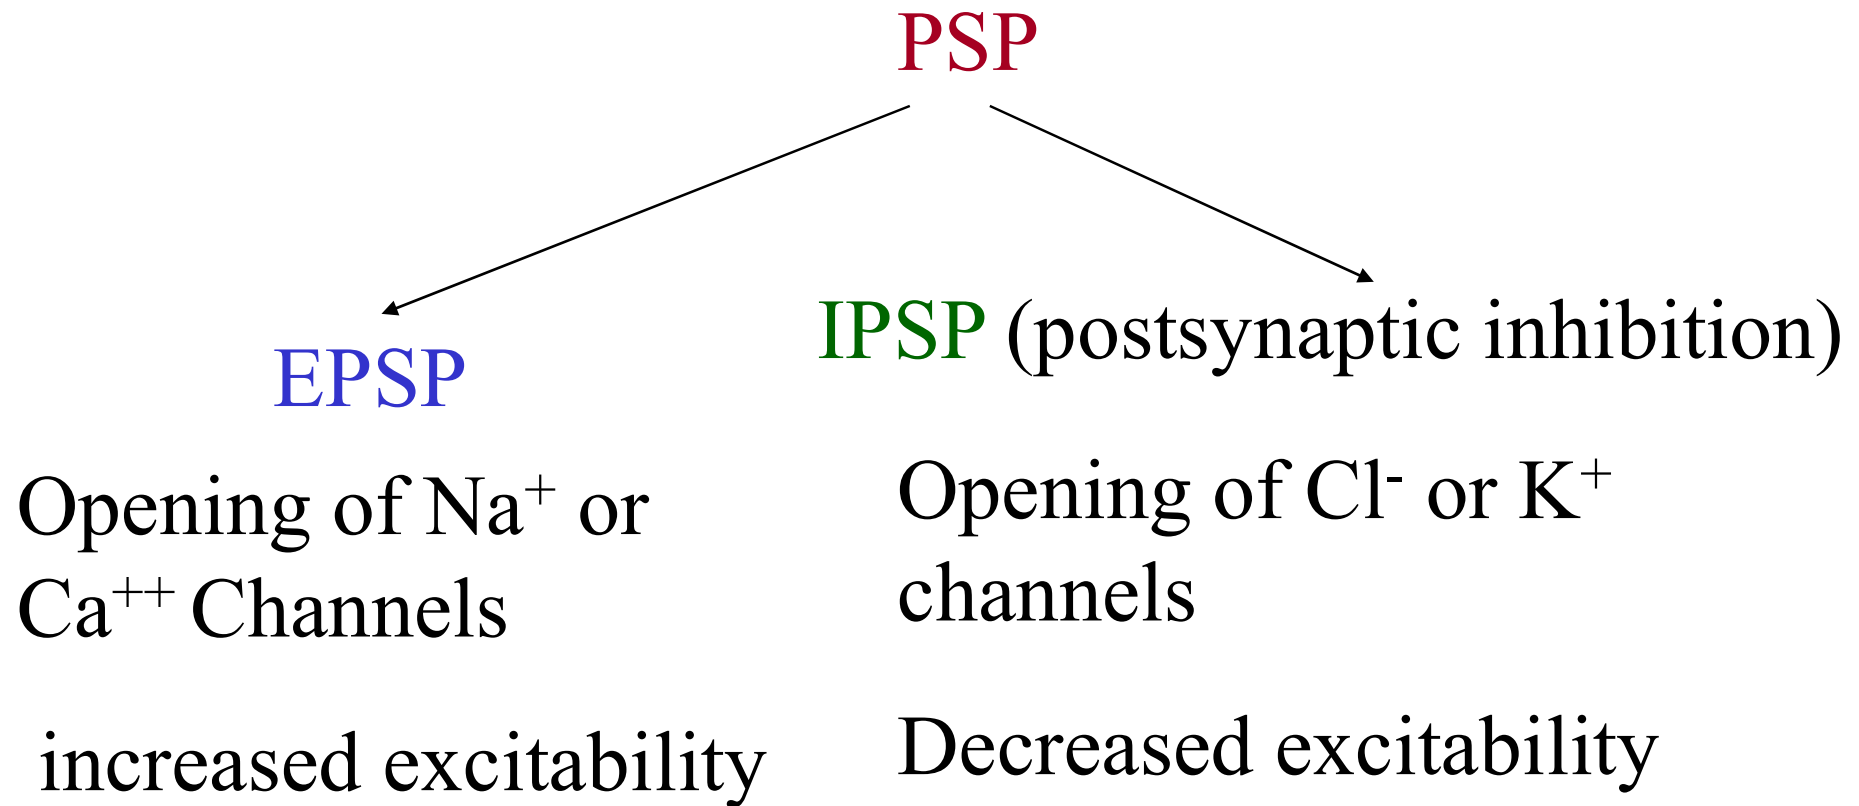 PSP
EPSP
Opening of Na⁺ or
Ca⁺⁺ Channels
increased excitability
IPSP (postsynaptic inhibition)
Opening of Cl⁻ or K⁺
channels
Decreased excitability